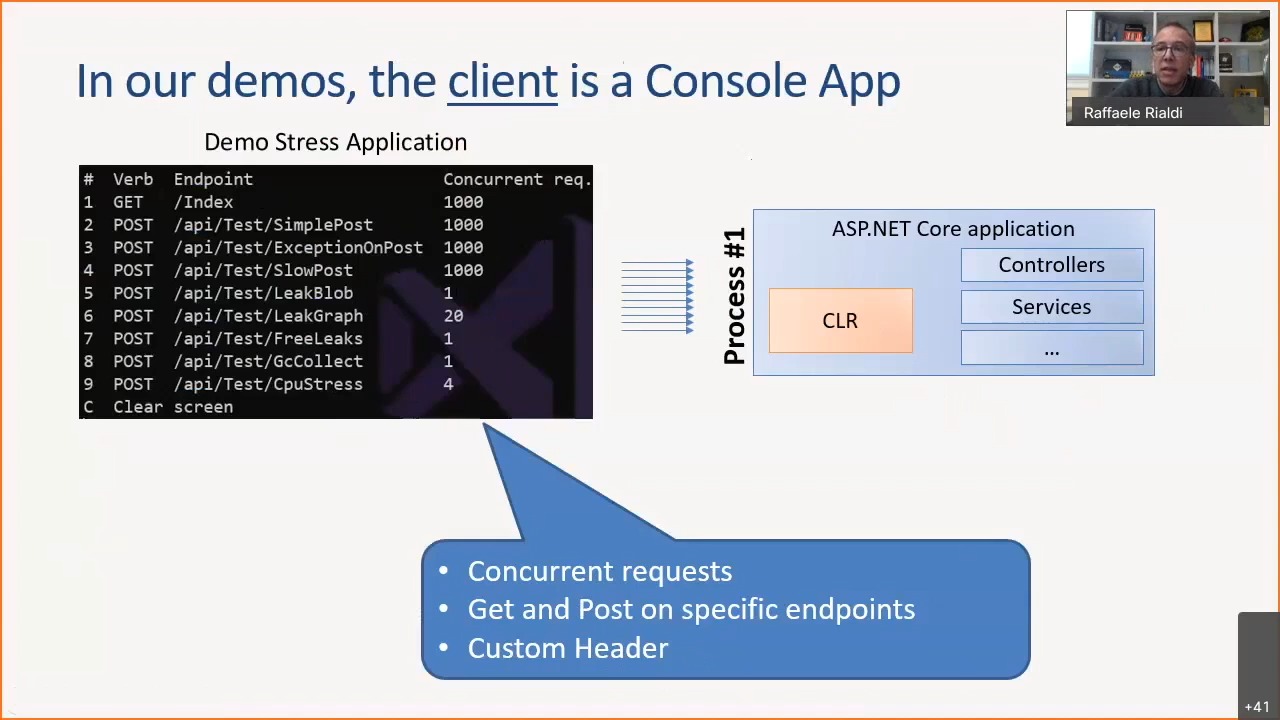 In our demos, the client is a Console App
Raffaele Rialdi
Demo Stress Application
# Verb Endpoint Concurrent req.
1 GET /Index 1000
2 POST /api/Test/SimplePost 1000
3 POST /api/Test/ExceptionOnPost 1000
4 POST /api/Test/SlowPost 1000
5 POST /api/Test/LeakBlob 1
6 POST /api/Test/LeakGraph 20
7 POST /api/Test/FreeLeaks 1
8 POST /api/Test/GcCollect 1
9 POST /api/Test/CpuStress 4
C Clear screen
Process #1
ASP.NET Core application
Controllers
CLR
Services
...
• Concurrent requests
• Get and Post on specific endpoints
• Custom Header
+41